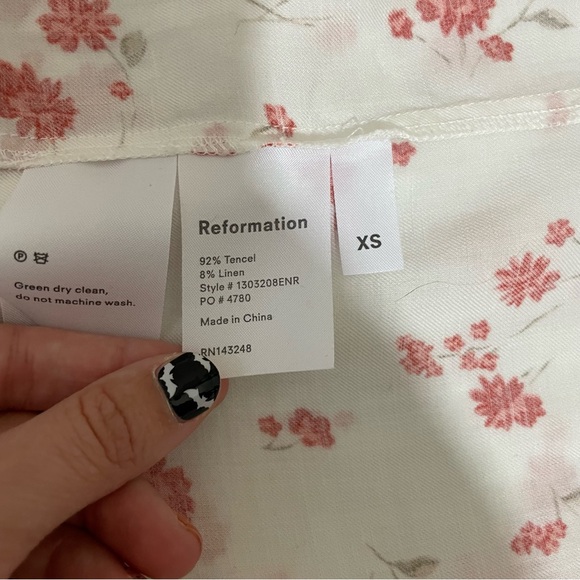 Green dry clean,
do not machine wash.
Reformation
92% Tencel
8% Linen
Style # 1303208ENR
PO # 4780
Made in China
RN143248
XS